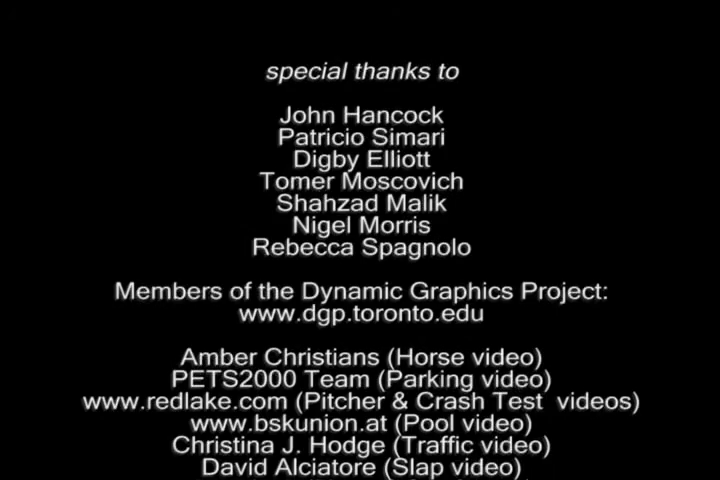 special thanks to
John Hancock
Patricio Simari
Digby Elliott
Tomer Moscovich
Shahzad Malik
Nigel Morris
Rebecca Spagnolo
Members of the Dynamic Graphics Project:
www.dgp.toronto.edu
Amber Christians (Horse video)
PETS2000 Team (Parking video)
www.redlake.com (Pitcher & Crash Test  videos)
www.bskunion.at (Pool video)
Christina J. Hodge (Traffic video)
David Alciatore (Slap video)